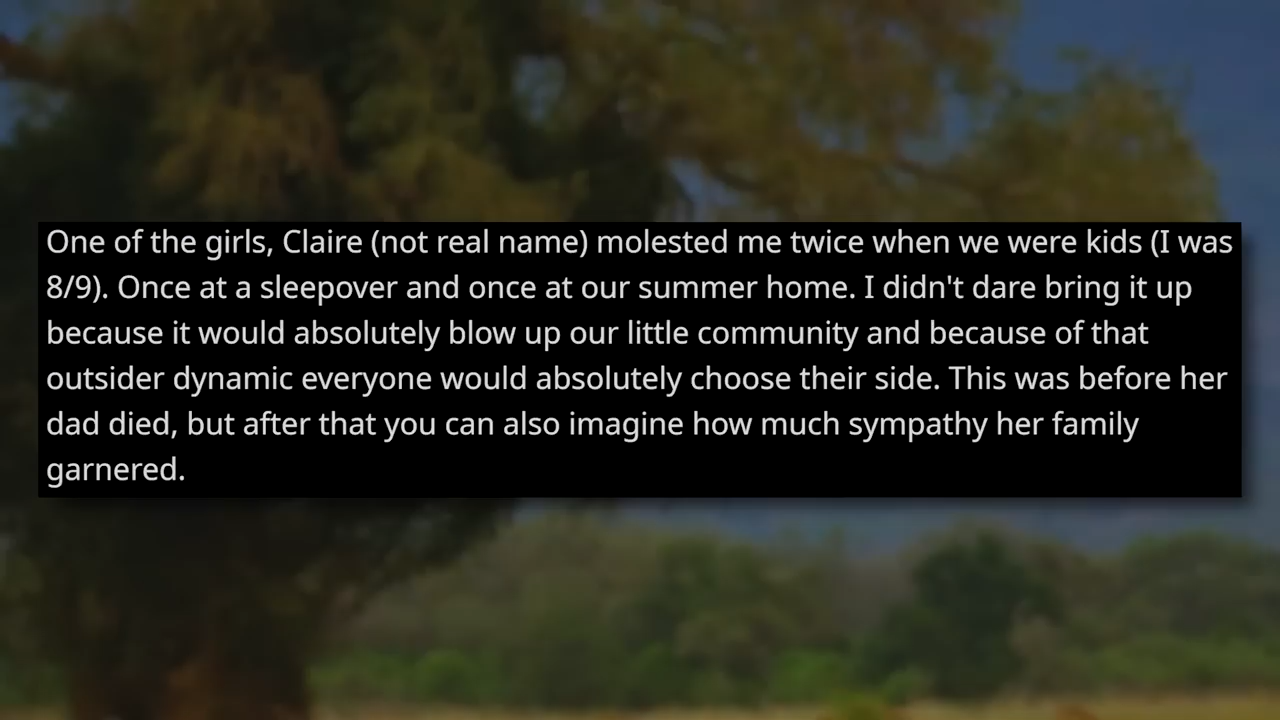 One of the girls, Claire (not real name) molested me twice when we were kids (I was
8/9). Once at a sleepover and once at our summer home. I didn't dare bring it up
because it would absolutely blow up our little community and because of that
outsider dynamic everyone would absolutely choose their side. This was before her
dad died, but after that you can also imagine how much sympathy her family
garnered.